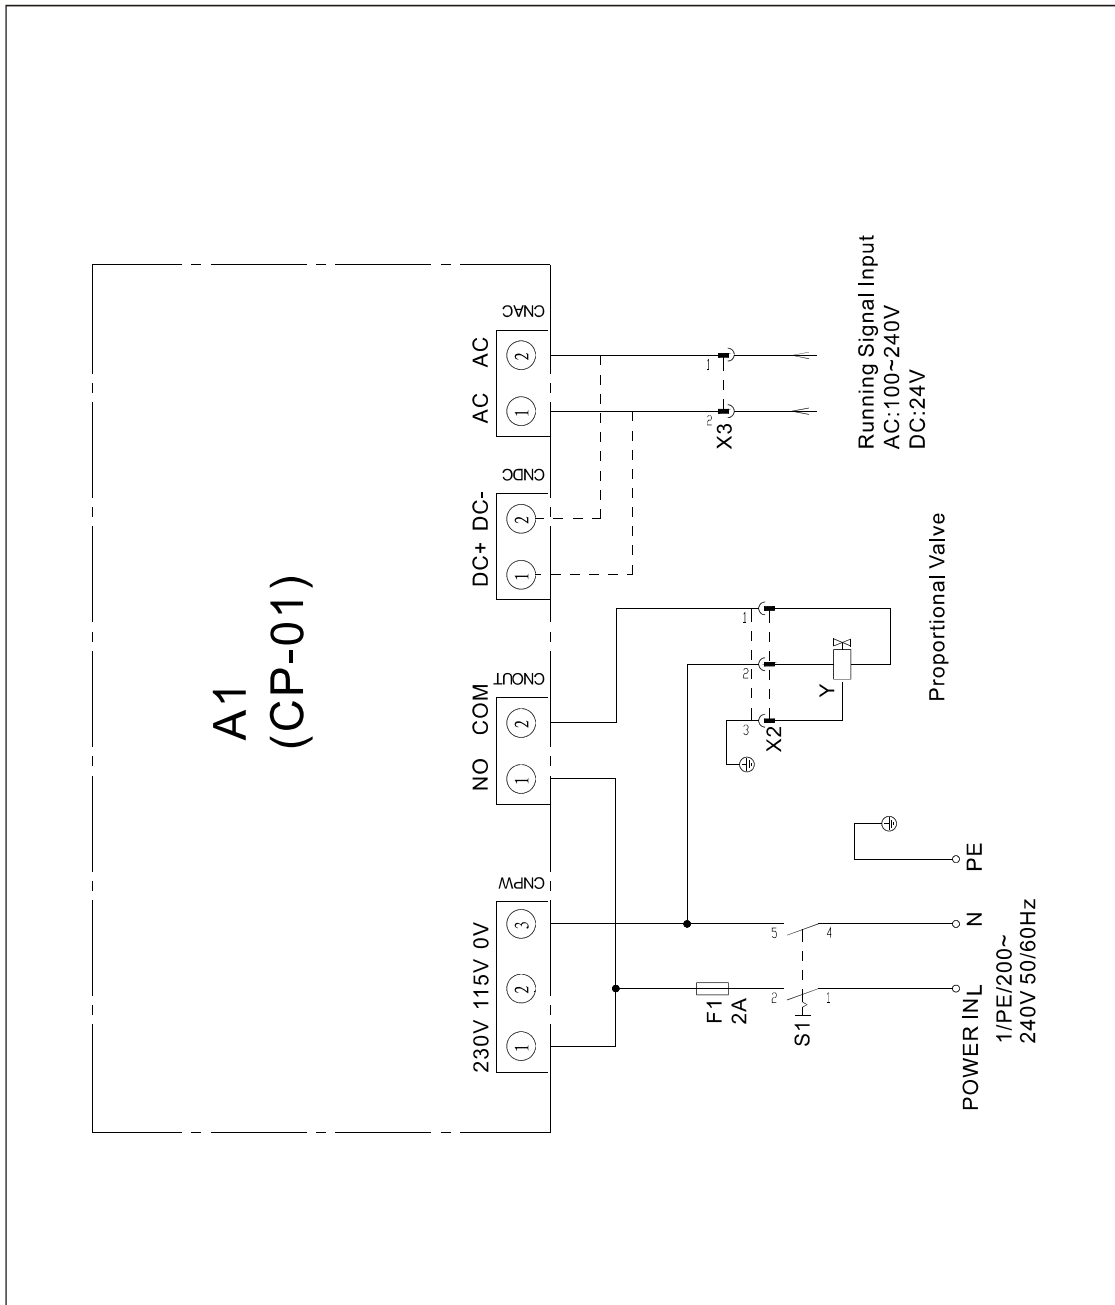 A1
(CP-01)
230V 115V 0V
1 2 3
CNPW
NO COM
1 2
CNOUT
DC+ DC-
1 2
CNDC
AC AC
1 2
CNAC
F1
2A
S1
2 1
5 4
3 2 1
X2
Y
2 1
X3
POWER IN L N PE
1/PE/200~
240V 50/60Hz
Proportional Valve
Running Signal Input
AC:100~240V
DC:24V